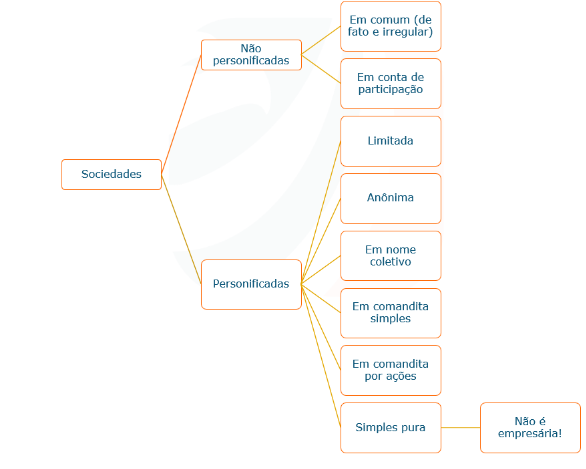 Sociedades
Não
personificadas
Em comum (de
fato e irregular)
Em conta de
participação
Personificadas
Limitada
Anônima
Em nome
coletivo
Em comandita
simples
Em comandita
por ações
Simples pura
Não é
empresária!